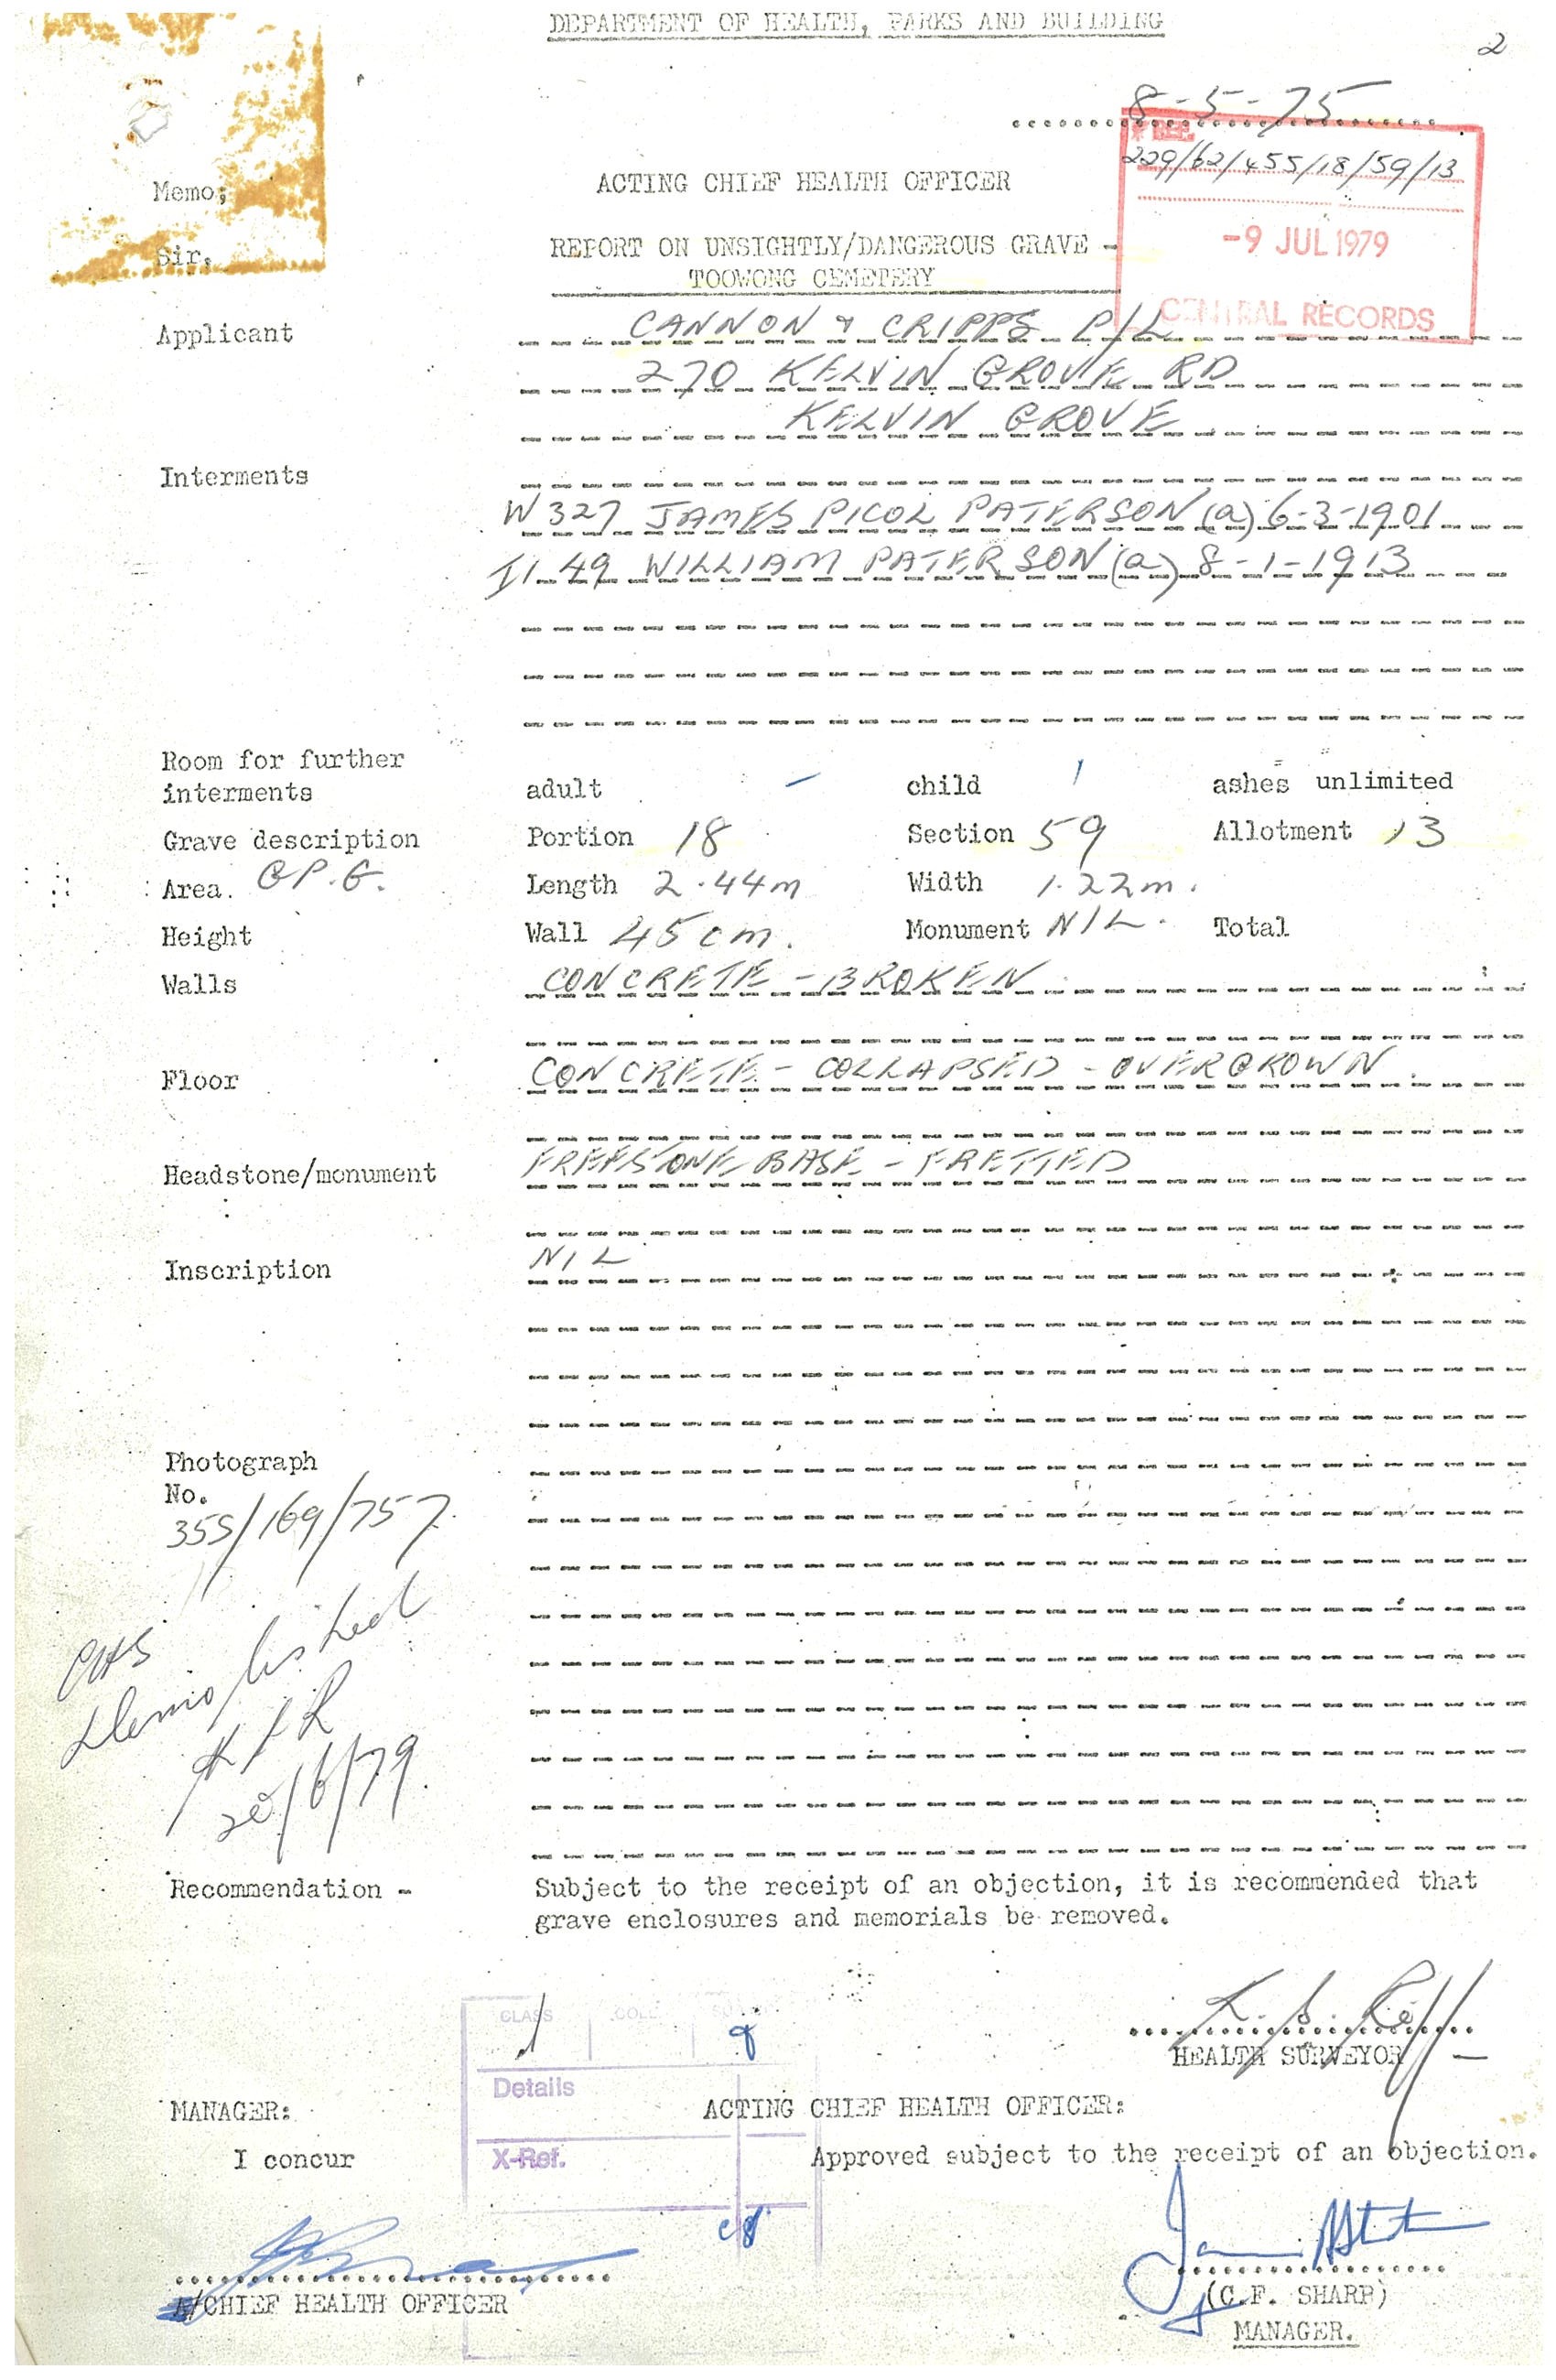 DEPARTMENT OF HEALTH, PARKS AND BUILDING
2
8-5-75
REC.
229/62/455/18/59/13
Memo;
ACTING CHIEF HEALTH OFFICER
-9 JUL 1979
Sir,
REPORT ON UNSIGHTLY/DANGEROUS GRAVE -
TOOWONG CEMETERY
CENTRAL RECORDS
Applicant
CANNON & CRIPPS P/L
270 KELVIN GROVE RD
KELVIN GROVE
Interments
W 327 JAMES PICOL PATERSON (a) 6-3-1901
49 WILLIAM PATERSON (a) 8-1-1913
Room for further
interments adult - child 1 ashes unlimited
Grave description Portion 18 Section 59 Allotment 13
Area. G.P.G. Length 2.44m Width 1.22m.
Height Wall 45cm. Monument NIL. Total
Walls CONCRETE - BROKEN
Floor CONCRETE - COLLAPSED - OVERGROWN.
Headstone/monument FREESTONE BASE - FRETTED
Inscription NIL
Photograph
No.
355/169/757.
CHS
Demolished
/6/79.
Recommendation - Subject to the receipt of an objection, it is recommended that
grave enclosures and memorials be removed.
CLASS COLL
HEALTH SURVEYOR
Details
MANAGER: ACTING CHIEF HEALTH OFFICER:
I concur X-Ref. Approved subject to the receipt of an objection.
A/CHIEF HEALTH OFFICER
(C.F. SHARP)
MANAGER.